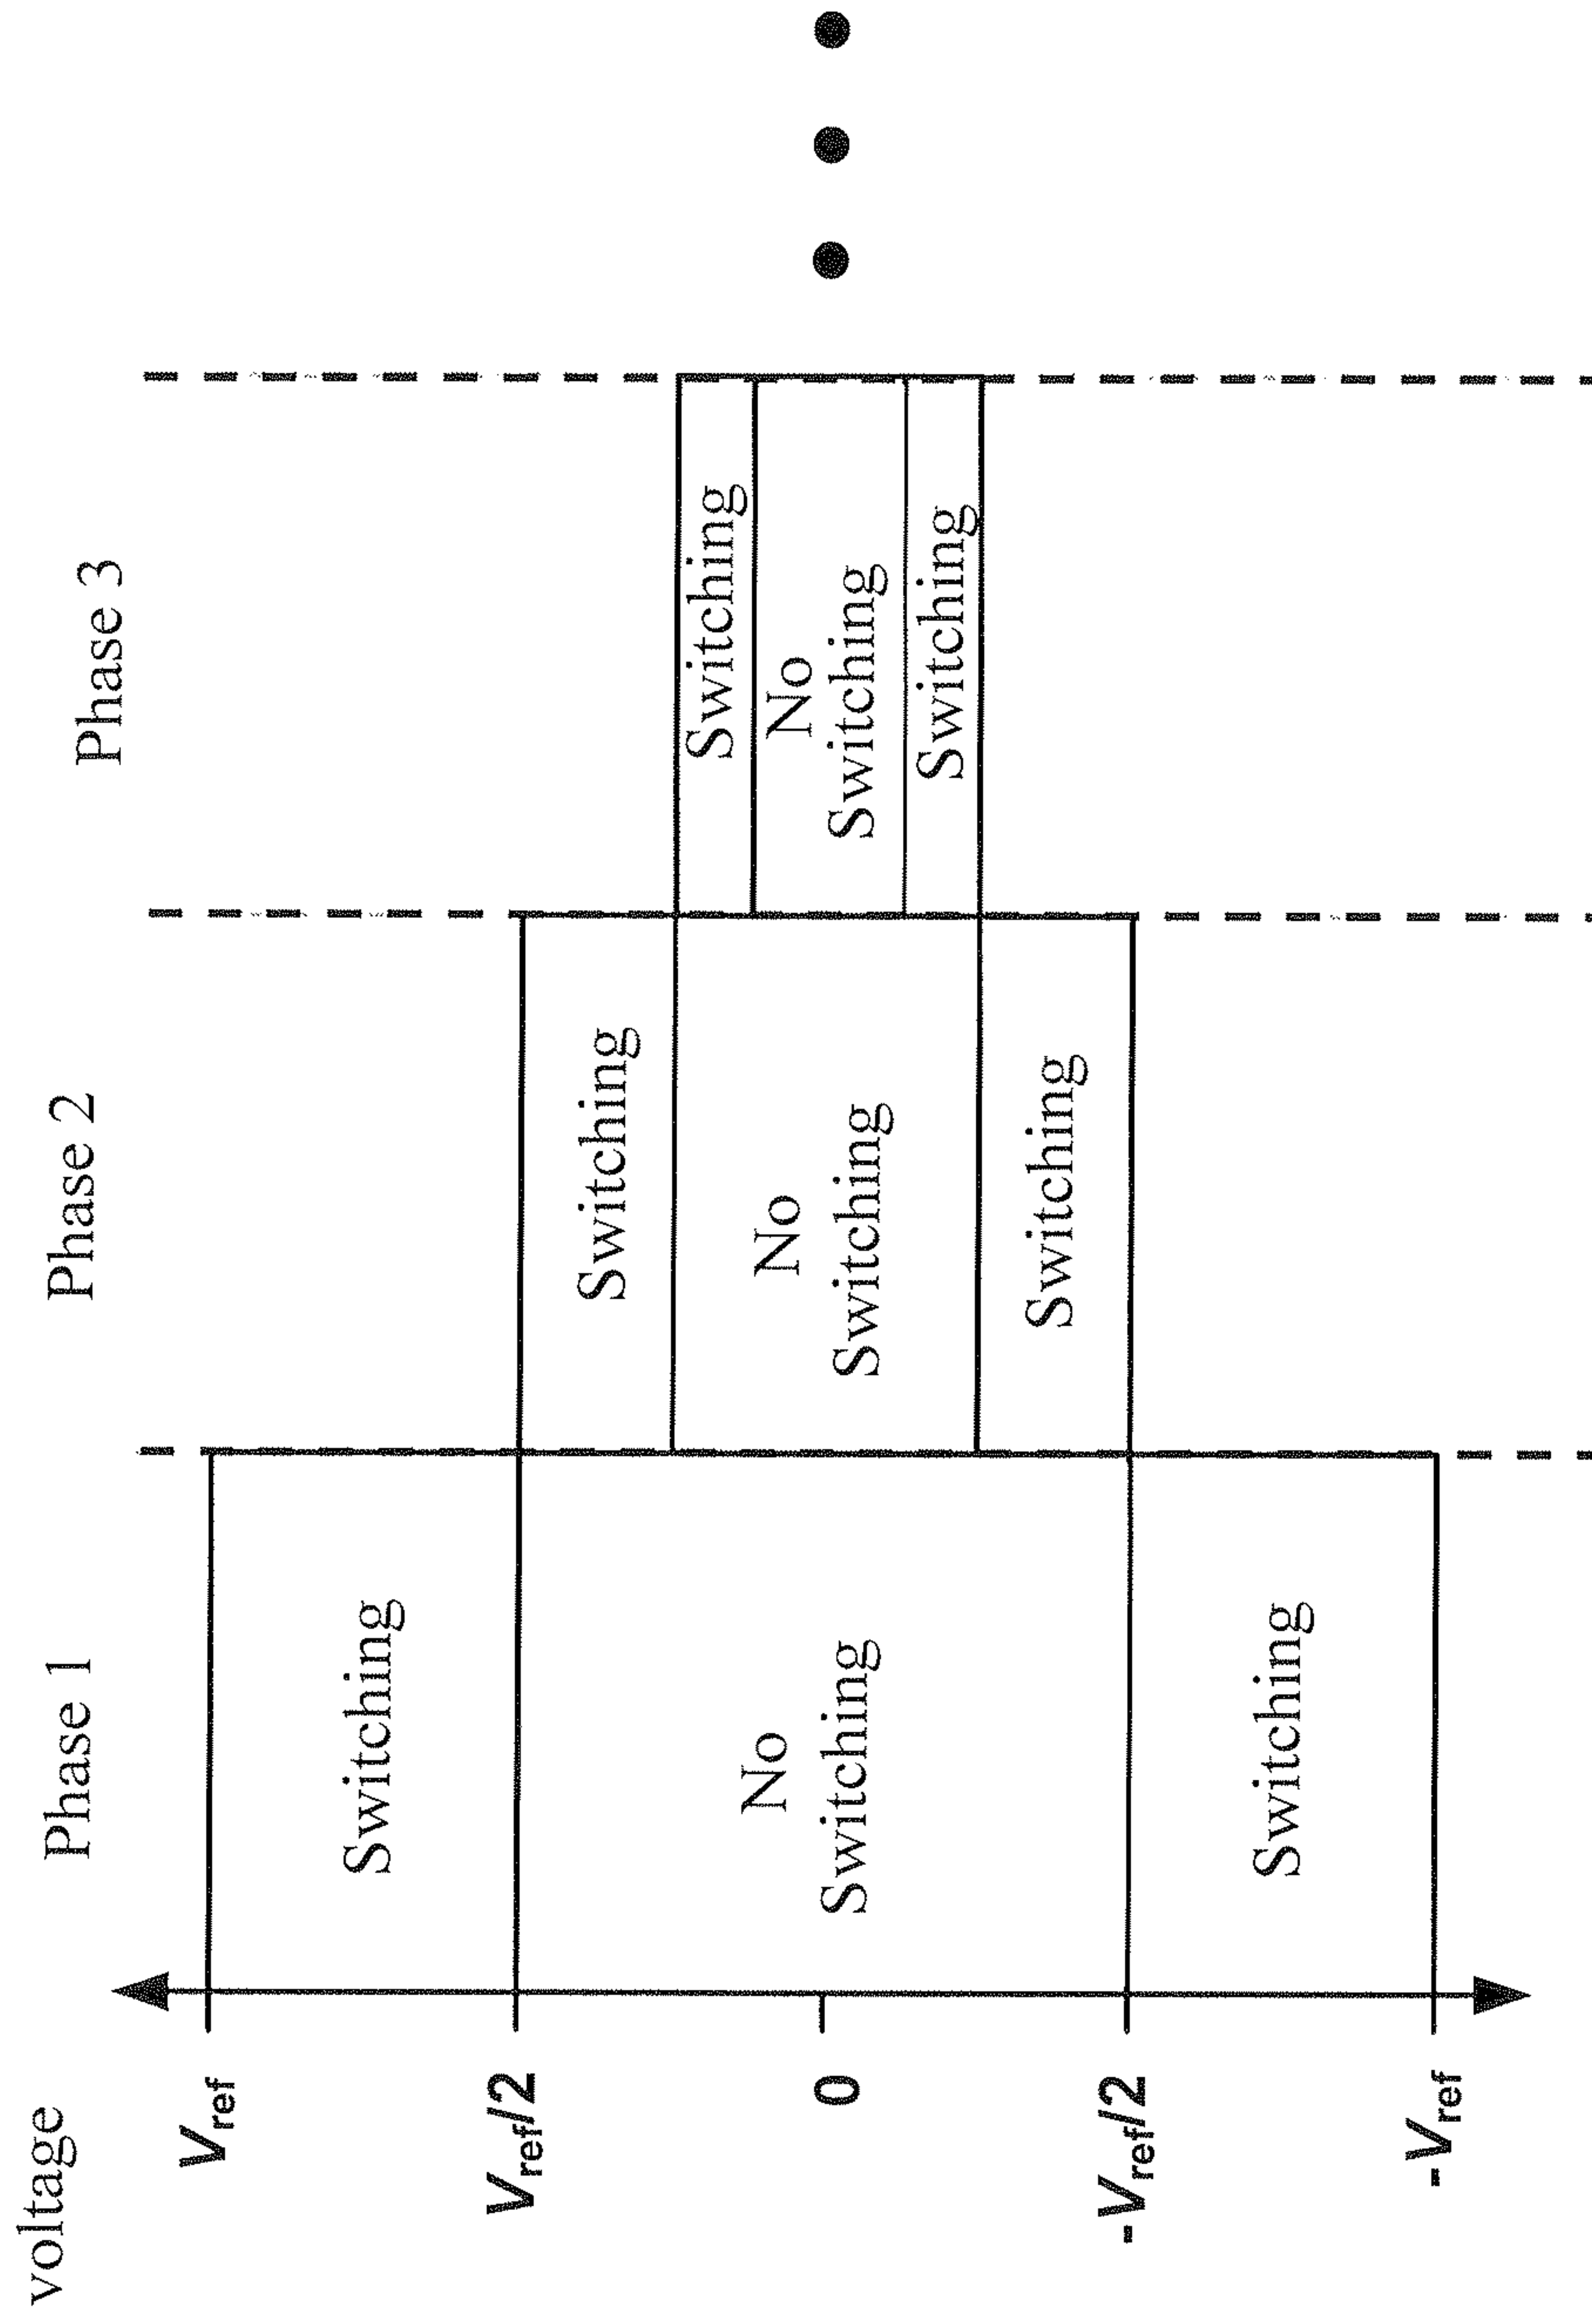 voltage
Phase 1
Phase 2
Phase 3
Vref
Vref/2
0
-Vref/2
-Vref
Switching
No
Switching
Switching
Switching
No
Switching
Switching
Switching
No
Switching
Switching